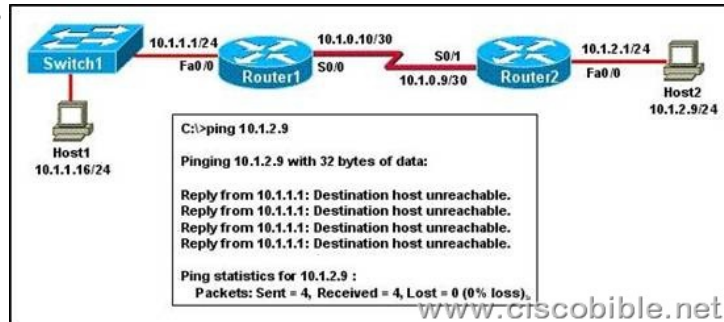 10.1.1.1/24
10.1.0.10/30
10.1.2.1/24
Switch1
Fa0/0
Router1
S0/0
S0/1
10.1.0.9/30
Router2
Fa0/0
Host2
10.1.2.9/24
Host1
10.1.1.16/24
C:\>ping 10.1.2.9
Pinging 10.1.2.9 with 32 bytes of data:
Reply from 10.1.1.1: Destination host unreachable.
Reply from 10.1.1.1: Destination host unreachable.
Reply from 10.1.1.1: Destination host unreachable.
Reply from 10.1.1.1: Destination host unreachable.
Ping statistics for 10.1.2.9 :
Packets: Sent = 4, Received = 4, Lost = 0 (0% loss),
www.ciscobible.net